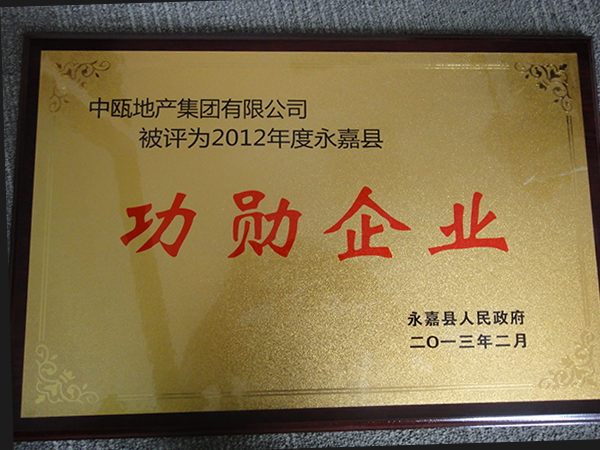 中瓯地产集团有限公司
被评为2012年度永嘉县
功勋企业
永嘉县人民政府
二〇一三年二月